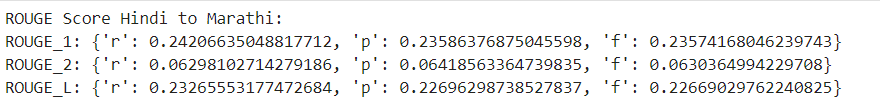 ROUGE Score Hindi to Marathi:
ROUGE_1: {'r': 0.24206635048817712, 'p': 0.23586376875045598, 'f': 0.23574168046239743}
ROUGE_2: {'r': 0.06298102714279186, 'p': 0.06418563364739835, 'f': 0.0630364994229708}
ROUGE_L: {'r': 0.23265553177472684, 'p': 0.22696298738527837, 'f': 0.22669029762240825}